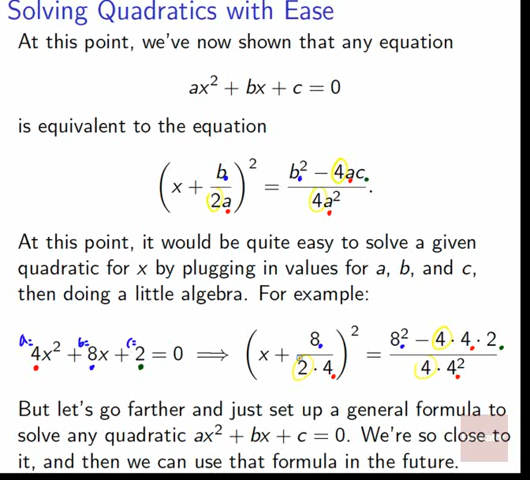 Solving Quadratics with Ease
At this point, we've now shown that any equation
ax² + bx + c = 0
is equivalent to the equation
(x + b/2a)² = (b² − 4ac)/4a².
At this point, it would be quite easy to solve a given
quadratic for x by plugging in values for a, b, and c,
then doing a little algebra. For example:
a= b= c=
4x² + 8x + 2 = 0 ⟹ (x + 8/(2 · 4))² = (8² − 4 · 4 · 2)/(4 · 4²)
But let's go farther and just set up a general formula to
solve any quadratic ax² + bx + c = 0. We're so close to
it, and then we can use that formula in the future.